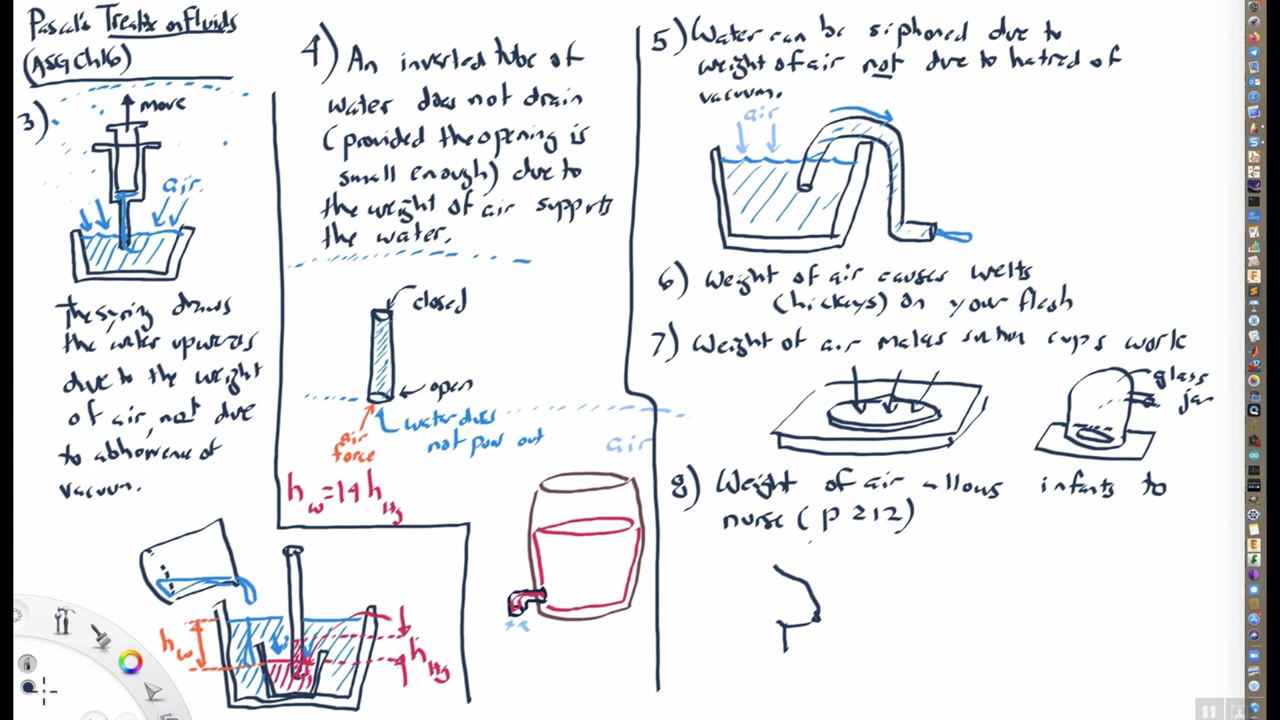 Pascal's Treatise on Fluids
(ASG Ch16)
3)
move
air
The syring draws
the water upwards
due to the weight
of air, not due
to abhorrence of
vacuum.
h_w
h_Hg
4) An inverted tube of
water does not drain
(provided the opening is
small enough) due to
the weight of air supports
the water.
closed
open
air
force
water does
not pour out
h_w = 14 h_Hg
air
5) Water can be siphoned due to
weight of air not due to hatred of
vacuum.
air
6) Weight of air causes welts
(hickeys) on your flesh
7) Weight of air makes suction cups work
glass
jar
8) Weight of air allows infants to
nurse (p 212)